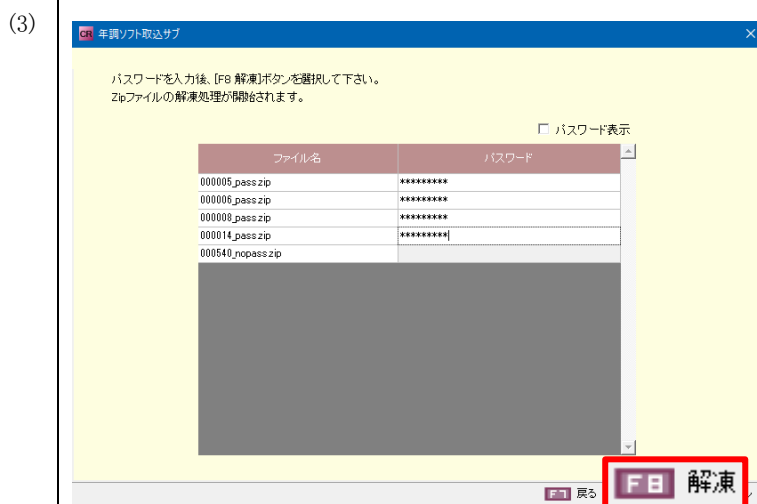 (3)
CR 年調ソフト取込サブ
パスワードを入力後、[F8 解凍]ボタンを選択して下さい。
Zipファイルの解凍処理が開始されます。
パスワード表示
ファイル名 パスワード
000005_pass.zip *********
000006_pass.zip *********
000008_pass.zip *********
000014_pass.zip *********
000540_nopass.zip
F7 戻る F8 解凍